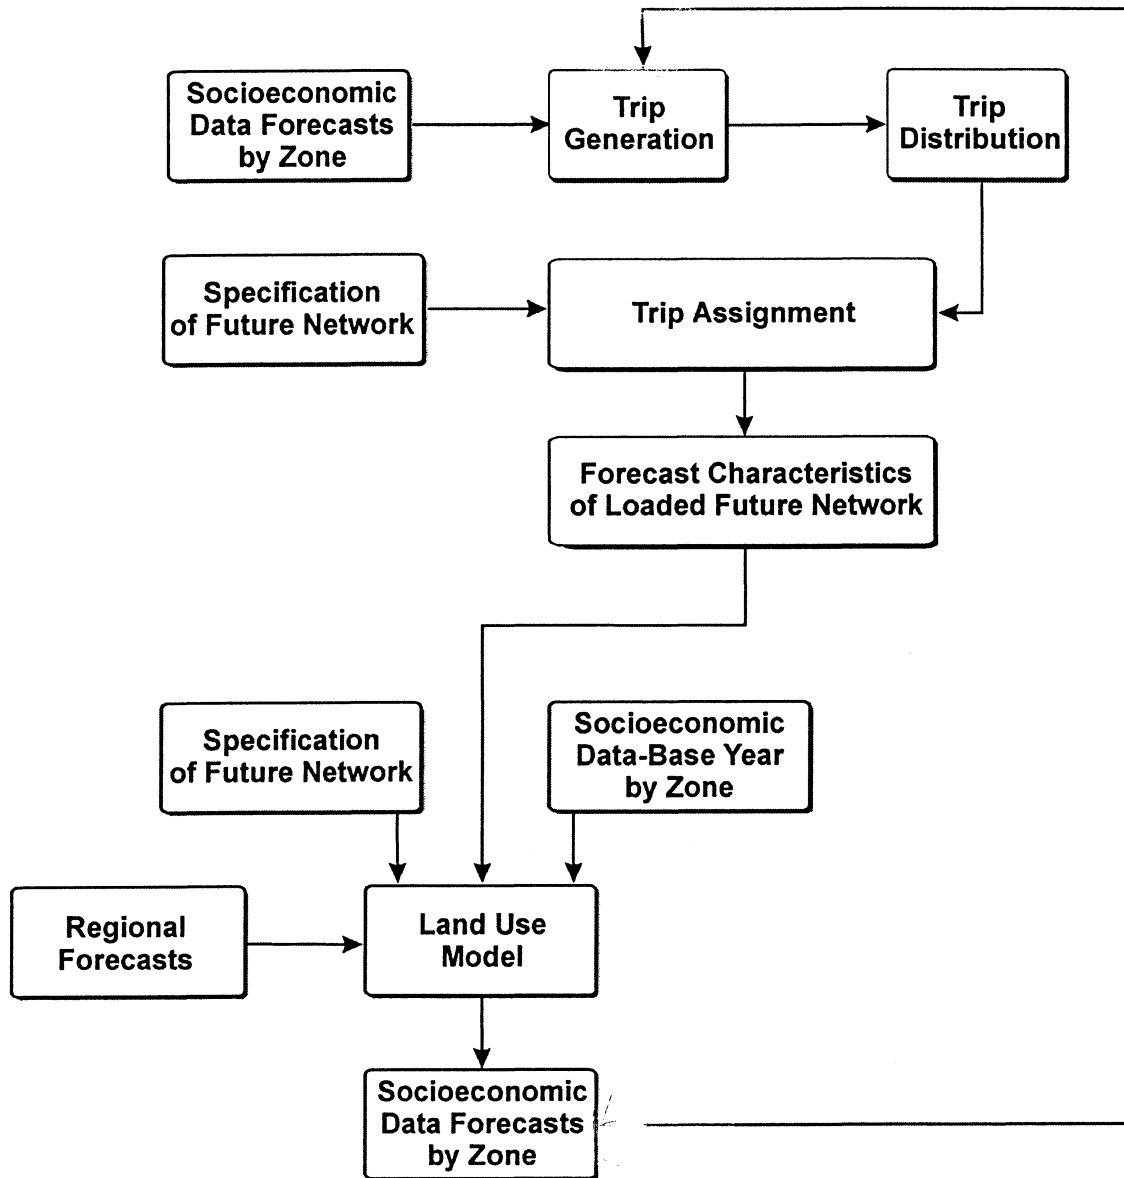 Socioeconomic
Data Forecasts
by Zone
Trip
Generation
Trip
Distribution
Specification
of Future Network
Trip Assignment
Forecast Characteristics
of Loaded Future Network
Specification
of Future Network
Socioeconomic
Data-Base Year
by Zone
Regional
Forecasts
Land Use
Model
Socioeconomic
Data Forecasts
by Zone